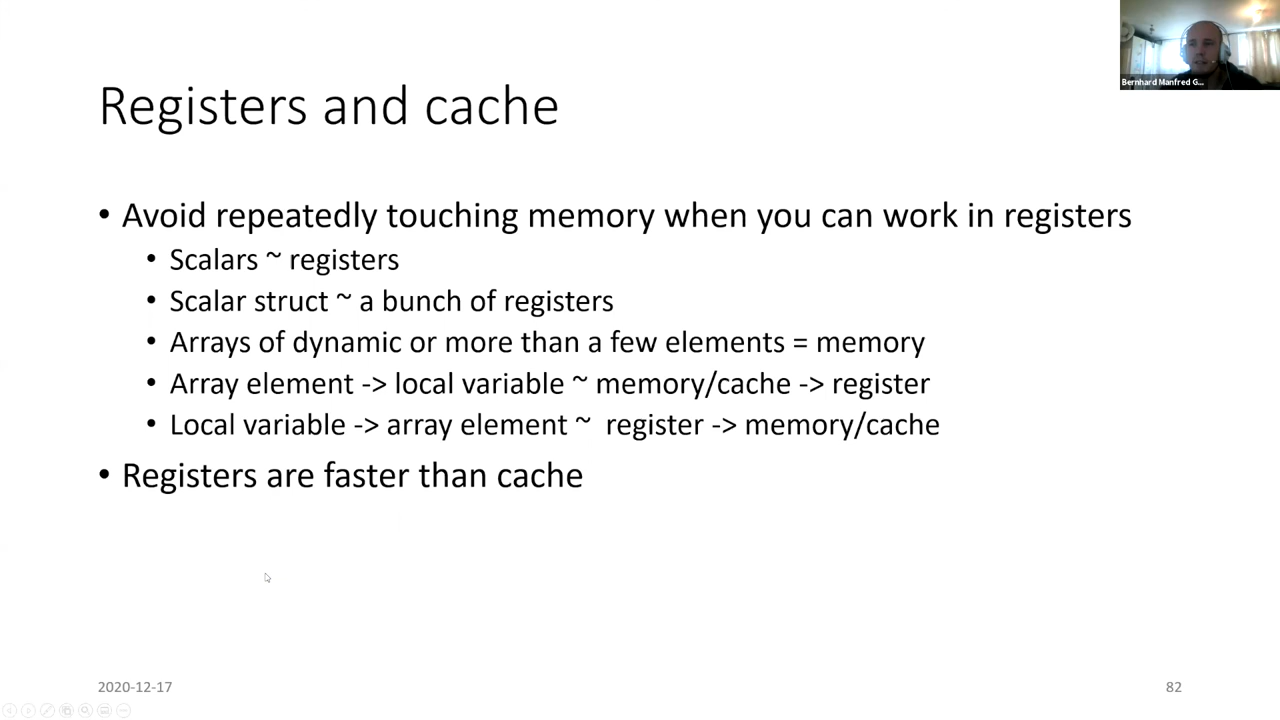 Bernhard Manfred G...
Registers and cache
• Avoid repeatedly touching memory when you can work in registers
• Scalars ~ registers
• Scalar struct ~ a bunch of registers
• Arrays of dynamic or more than a few elements = memory
• Array element -> local variable ~ memory/cache -> register
• Local variable -> array element ~ register -> memory/cache
• Registers are faster than cache
2020-12-17
82